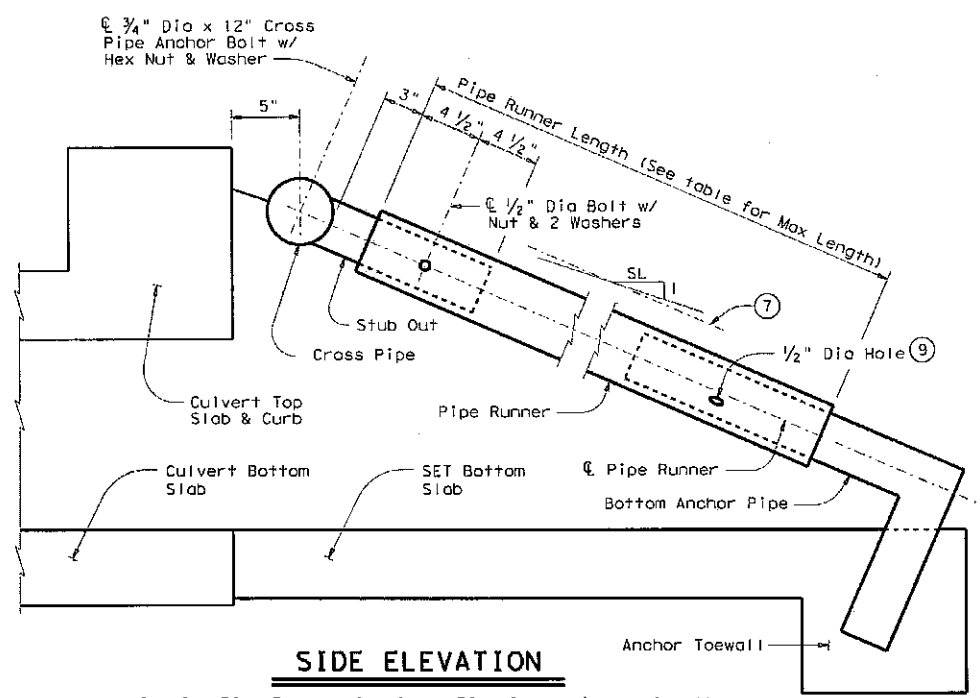 ℄ ¾" Dia x 12" Cross
Pipe Anchor Bolt w/
Hex Nut & Washer
5"
3"
4 ½"
4 ½"
Pipe Runner Length (See table for Max Length)
℄ ½" Dia Bolt w/
Nut & 2 Washers
SL
1
7
Stub Out
Cross Pipe
½" Dia Hole 9
Culvert Top
Slab & Curb
Pipe Runner
Culvert Bottom
Slab
SET Bottom
Slab
℄ Pipe Runner
Bottom Anchor Pipe
Anchor Toewall
SIDE ELEVATION